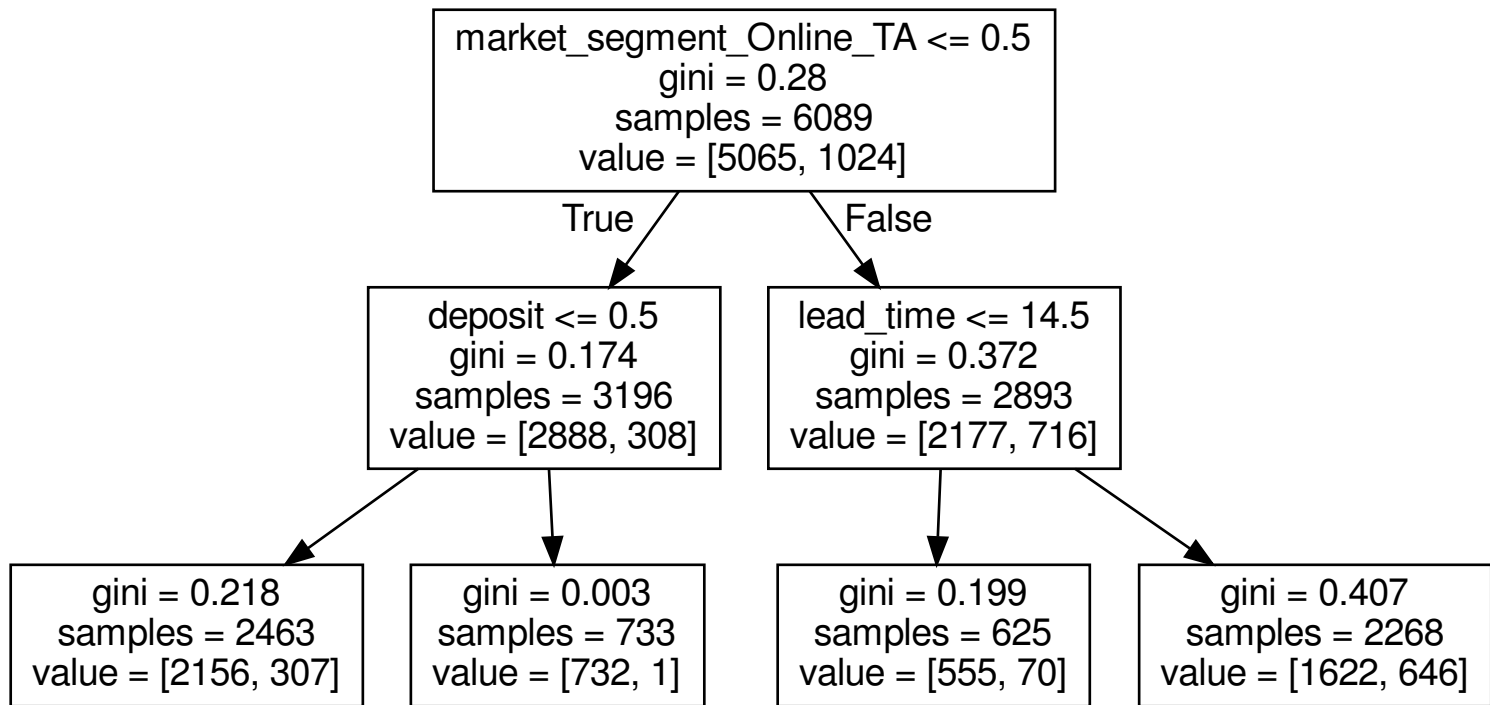 market_segment_Online_TA <= 0.5
gini = 0.28
samples = 6089
value = [5065, 1024]
True
False
deposit <= 0.5
gini = 0.174
samples = 3196
value = [2888, 308]
lead_time <= 14.5
gini = 0.372
samples = 2893
value = [2177, 716]
gini = 0.218
samples = 2463
value = [2156, 307]
gini = 0.003
samples = 733
value = [732, 1]
gini = 0.199
samples = 625
value = [555, 70]
gini = 0.407
samples = 2268
value = [1622, 646]